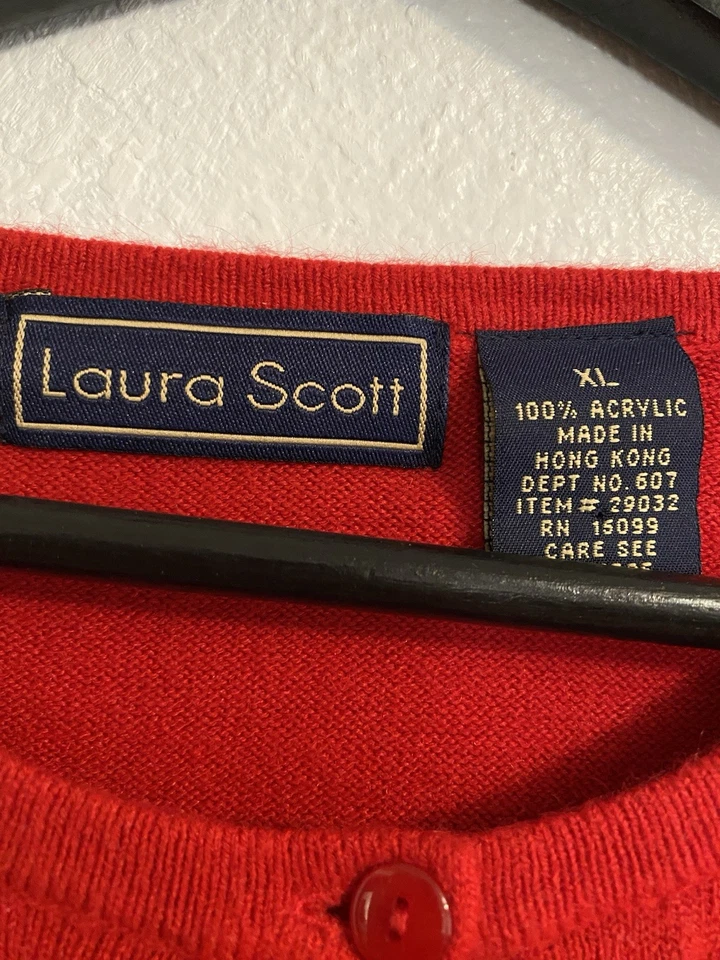 Laura Scott
XL
100% ACRYLIC
MADE IN
HONG KONG
DEPT NO. 607
ITEM # 29032
RN 15099
CARE SEE